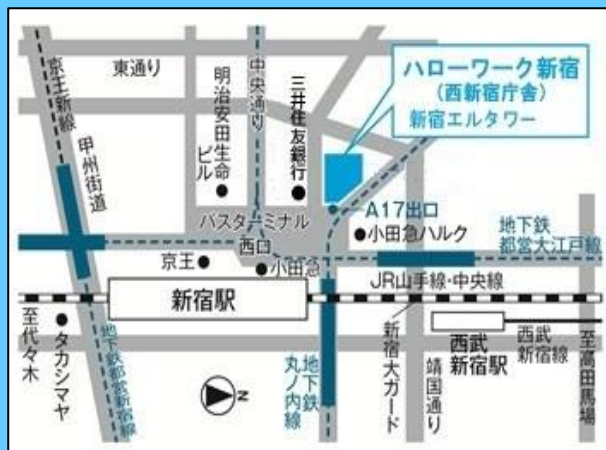 東通り
京王新線
甲州街道
明治安田生命
ビル
中央通り
三井住友銀行
ハローワーク新宿
(西新宿庁舎)
新宿エルタワー
A17出口
小田急ハルク
地下鉄
都営大江戸線
バスターミナル
西口
京王
小田急
JR山手線・中央線
新宿駅
至代々木
タカシマヤ
地下鉄都営新宿線
N
地下鉄
丸ノ内線
新宿大ガード
靖国通り
西武
新宿駅
西武
新宿線
至高田馬場